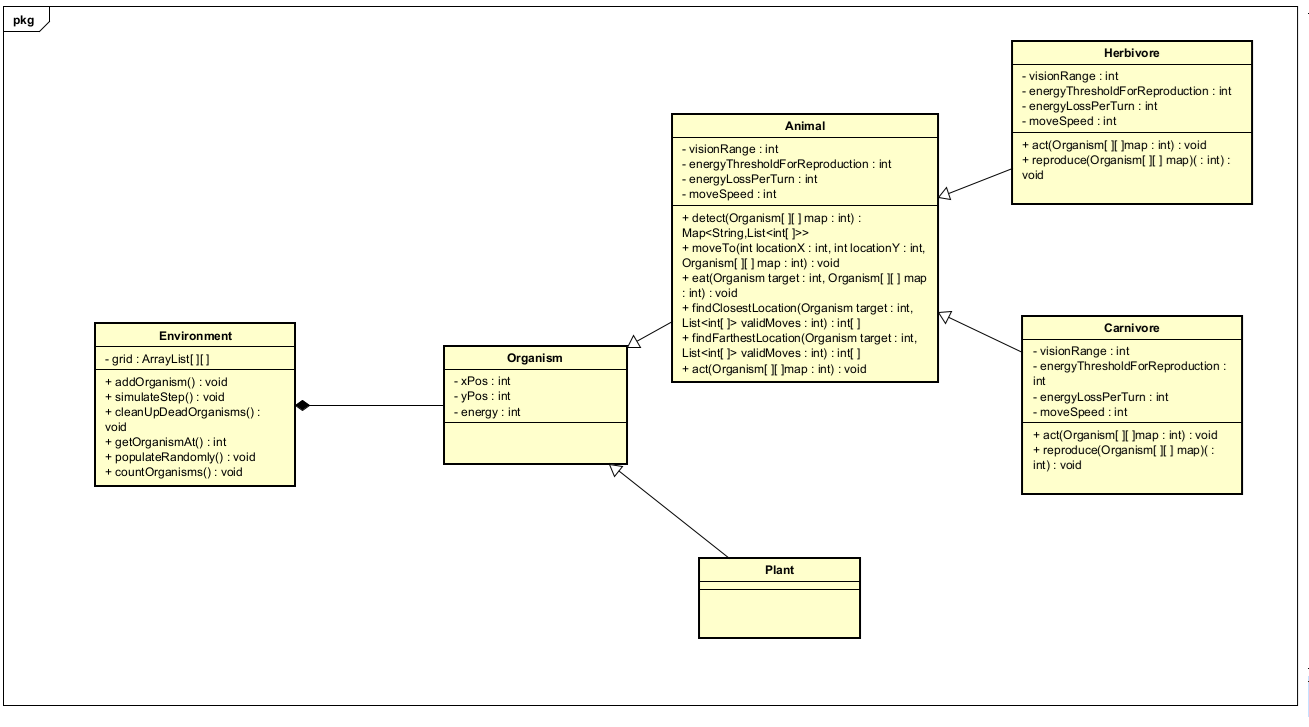 pkg
Environment
- grid : ArrayList[ ][ ]
+ addOrganism() : void
+ simulateStep() : void
+ cleanUpDeadOrganisms() :
void
+ getOrganismAt() : int
+ populateRandomly() : void
+ countOrganisms() : void
Organism
- xPos : int
- yPos : int
- energy : int
Animal
- visionRange : int
- energyThresholdForReproduction : int
- energyLossPerTurn : int
- moveSpeed : int
+ detect(Organism[ ][ ] map : int) :
Map<String,List<int[ ]>>
+ moveTo(int locationX : int, int locationY : int,
Organism[ ][ ] map : int) : void
+ eat(Organism target : int, Organism[ ][ ] map
: int) : void
+ findClosestLocation(Organism target : int,
List<int[ ]> validMoves : int) : int[ ]
+ findFarthestLocation(Organism target : int,
List<int[ ]> validMoves : int) : int[ ]
+ act(Organism[ ][ ]map : int) : void
Herbivore
- visionRange : int
- energyThresholdForReproduction : int
- energyLossPerTurn : int
- moveSpeed : int
+ act(Organism[ ][ ]map : int) : void
+ reproduce(Organism[ ][ ] map)( : int) :
void
Carnivore
- visionRange : int
- energyThresholdForReproduction :
int
- energyLossPerTurn : int
- moveSpeed : int
+ act(Organism[ ][ ]map : int) : void
+ reproduce(Organism[ ][ ] map)( :
int) : void
Plant